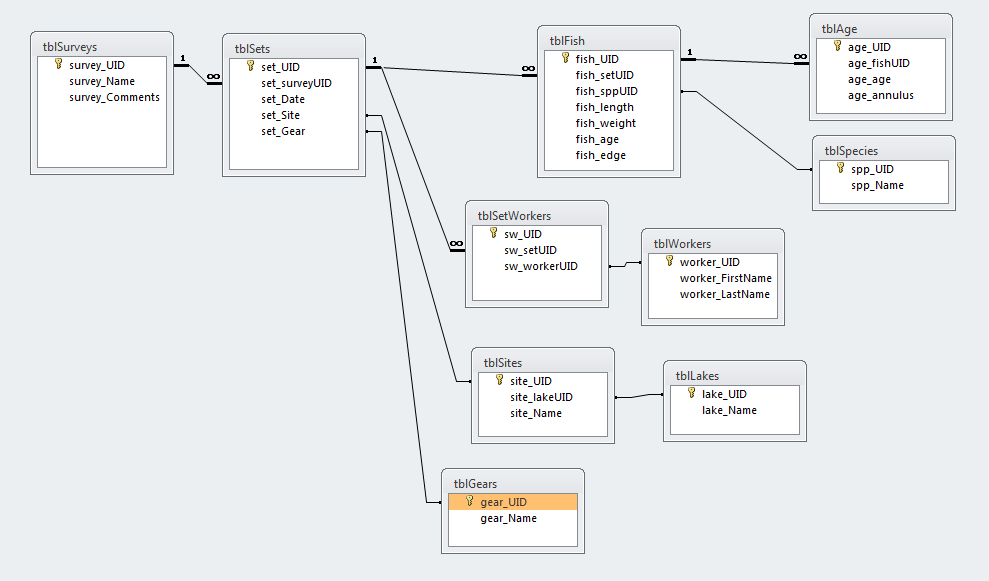 tblSurveys
survey_UID
survey_Name
survey_Comments
1
∞
tblSets
set_UID
set_surveyUID
set_Date
set_Site
set_Gear
1
∞
tblFish
fish_UID
fish_setUID
fish_sppUID
fish_length
fish_weight
fish_age
fish_edge
1
∞
tblAge
age_UID
age_fishUID
age_age
age_annulus
tblSpecies
spp_UID
spp_Name
∞
tblSetWorkers
sw_UID
sw_setUID
sw_workerUID
tblWorkers
worker_UID
worker_FirstName
worker_LastName
tblSites
site_UID
site_lakeUID
site_Name
tblLakes
lake_UID
lake_Name
tblGears
gear_UID
gear_Name